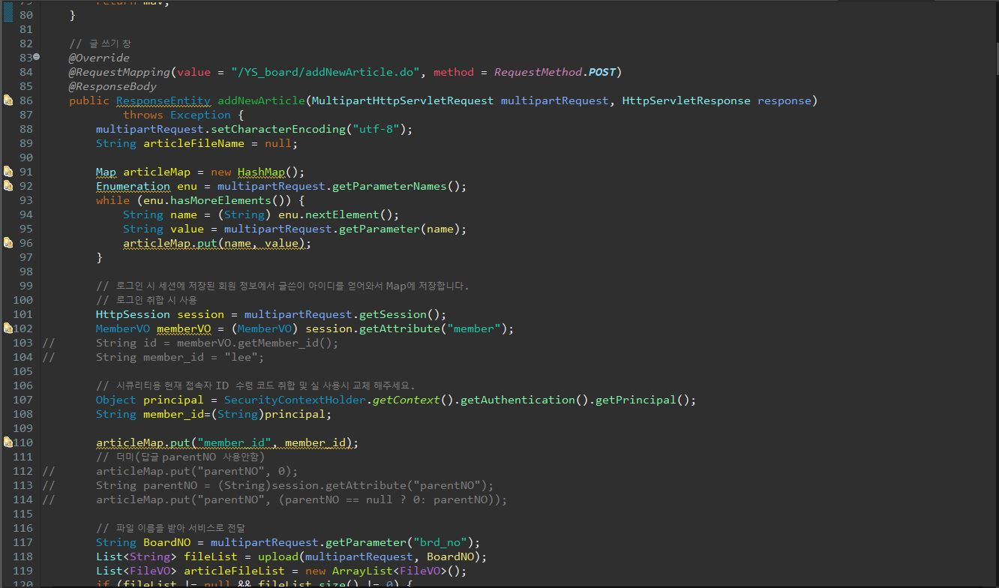 79 return mav;
80 }
81
82 // 글 쓰기 창
83 @Override
84 @RequestMapping(value = "/YS_board/addNewArticle.do", method = RequestMethod.POST)
85 @ResponseBody
86 public ResponseEntity addNewArticle(MultipartHttpServletRequest multipartRequest, HttpServletResponse response)
87 throws Exception {
88 multipartRequest.setCharacterEncoding("utf-8");
89 String articleFileName = null;
90
91 Map articleMap = new HashMap();
92 Enumeration enu = multipartRequest.getParameterNames();
93 while (enu.hasMoreElements()) {
94 String name = (String) enu.nextElement();
95 String value = multipartRequest.getParameter(name);
96 articleMap.put(name, value);
97 }
98
99 // 로그인 시 세션에 저장된 회원 정보에서 글쓴이 아이디를 얻어와서 Map에 저장합니다.
100 // 로그인 취합 시 사용
101 HttpSession session = multipartRequest.getSession();
102 MemberVO memberVO = (MemberVO) session.getAttribute("member");
103 // String id = memberVO.getMember_id();
104 // String member_id = "lee";
105
106 // 시큐리티용 현재 접속자 ID 수령 코드 취합 및 실 사용시 교체 해주세요.
107 Object principal = SecurityContextHolder.getContext().getAuthentication().getPrincipal();
108 String member_id=(String)principal;
109
110 articleMap.put("member_id", member_id);
111 // 더미(답글 parentNO 사용안함)
112 // articleMap.put("parentNO", 0);
113 // String parentNO = (String)session.getAttribute("parentNO");
114 // articleMap.put("parentNO", (parentNO == null ? 0: parentNO));
115
116 // 파일 이름을 받아 서비스로 전달
117 String BoardNO = multipartRequest.getParameter("brd_no");
118 List<String> fileList = upload(multipartRequest, BoardNO);
119 List<FileVO> articleFileList = new ArrayList<FileVO>();
120 if (fileList != null && fileList.size() != 0) {